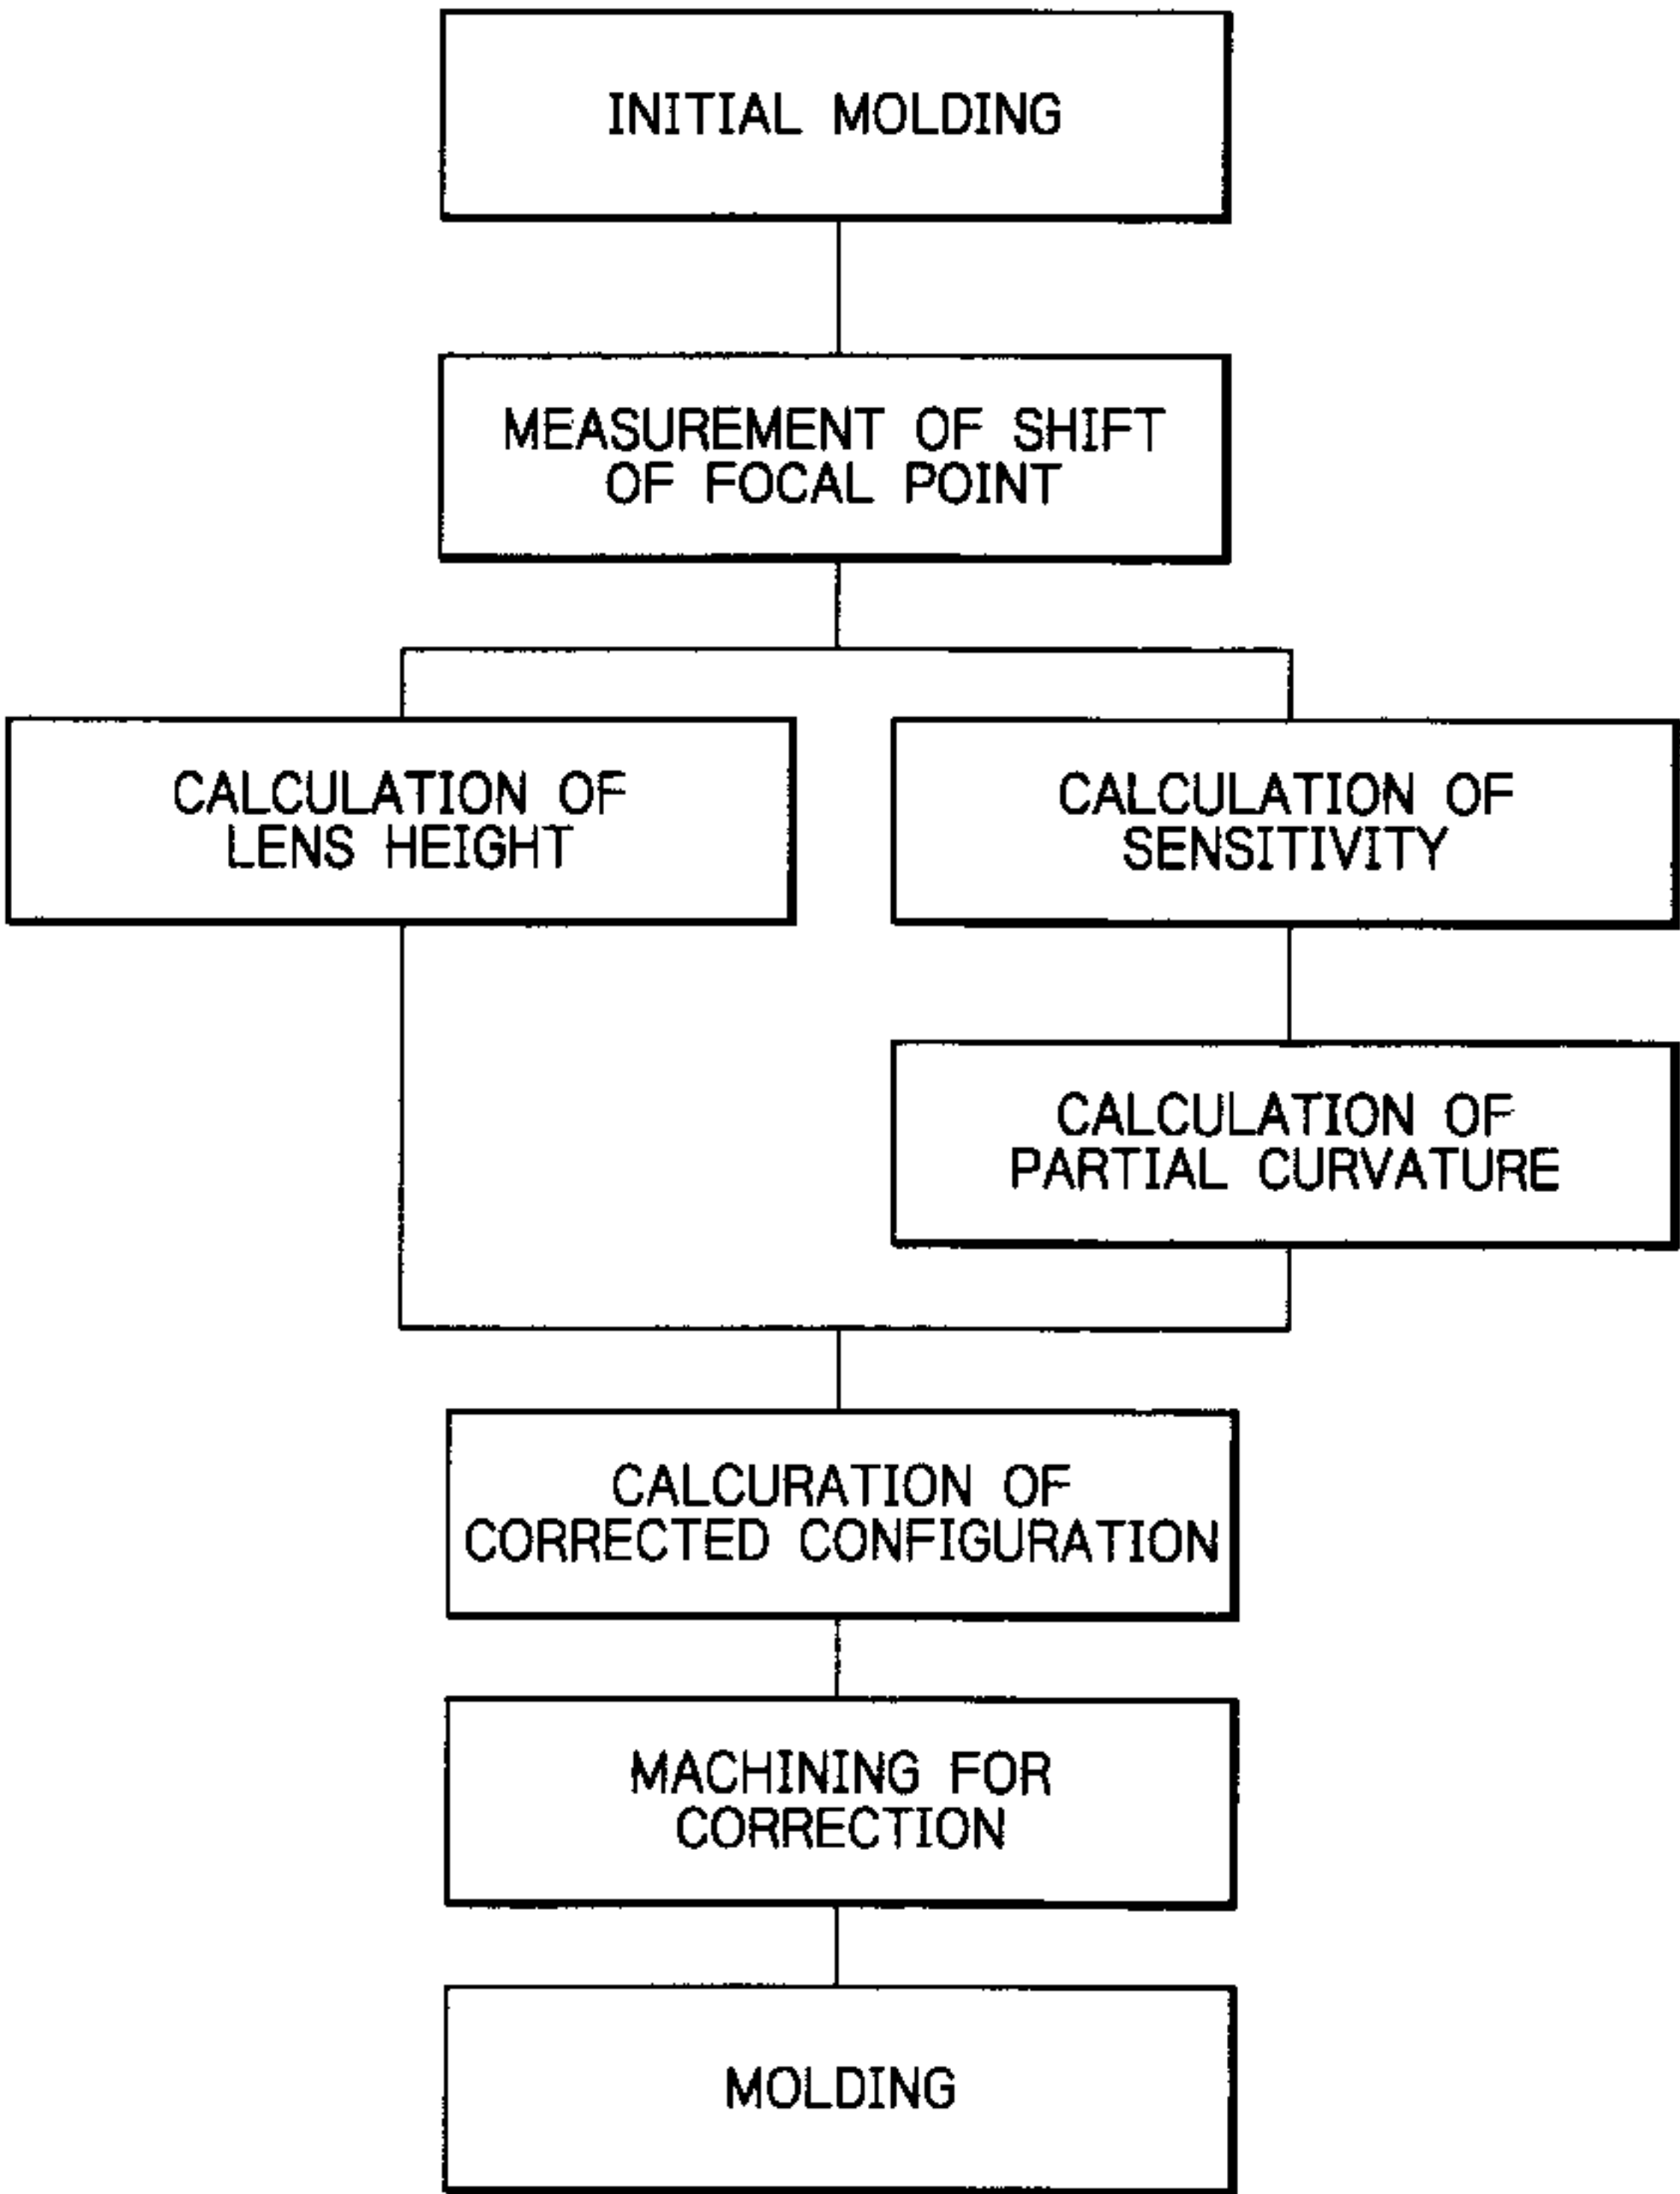 INITIAL MOLDING
MEASUREMENT OF SHIFT
OF FOCAL POINT
CALCULATION OF
LENS HEIGHT
CALCULATION OF
SENSITIVITY
CALCULATION OF
PARTIAL CURVATURE
CALCURATION OF
CORRECTED CONFIGURATION
MACHINING FOR
CORRECTION
MOLDING